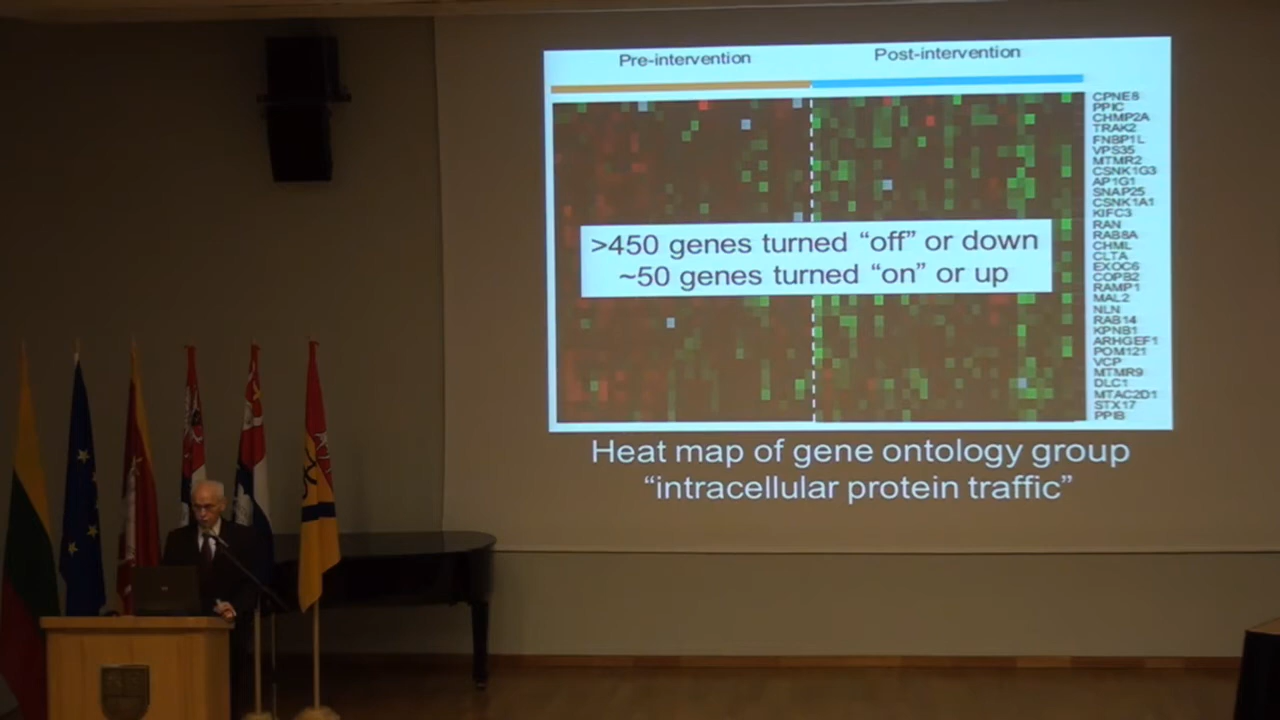 Pre-intervention
Post-intervention
CPNE8
PPIC
CHMP2A
TRAK2
FNBP1L
VPS35
MTMR2
CSNK1G3
AP1G1
SNAP25
CSNK1A1
KIFC3
RAN
RAB8A
CHML
CLTA
EXOC6
COPB2
RAMP1
MAL2
NLN
RAB14
KPNB1
ARHGEF1
POM121
VCP
MTMR9
DLC1
MTAC2D1
STX17
PPIB
>450 genes turned “off” or down
~50 genes turned “on” or up
Heat map of gene ontology group
“intracellular protein traffic”